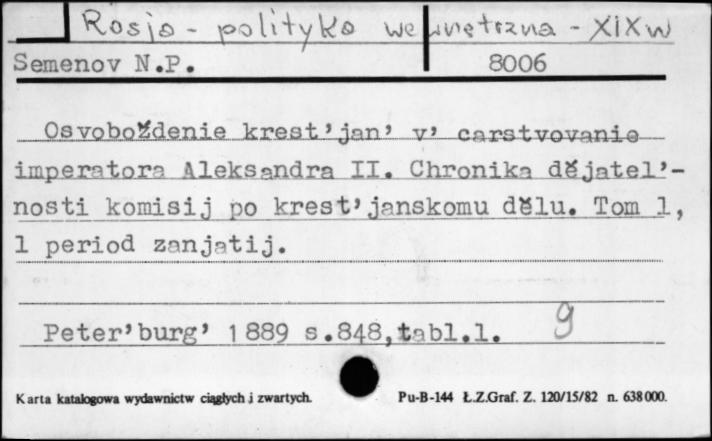 Rosja - polityka wewnętrzna - XIX w
Semenov N.P. 8006
Osvoboždenie krest'jan' v' carstvovanie
imperatora Aleksandra II. Chronika dějatel'-
nosti komisij po krest'janskomu dělu. Tom 1,
1 period zanjatij.
Peter'burg' 1889 s.848,tabl.1. g
Karta katalogowa wydawnictw ciągłych i zwartych. Pu-B-144 Ł.Z.Graf. Z. 120/15/82 n. 638000.